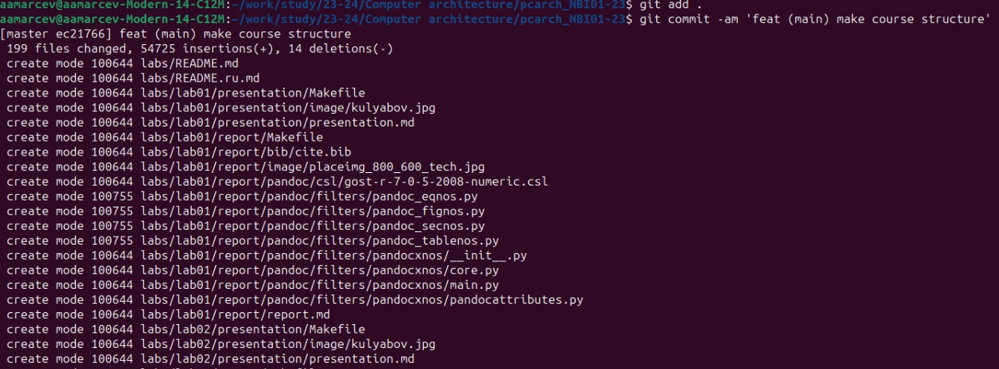 aamarcev@aamarcev-Modern-14-C12M:~/work/study/23-24/Computer architecture/pcarch_NBI01-23$ git add .
aamarcev@aamarcev-Modern-14-C12M:~/work/study/23-24/Computer architecture/pcarch_NBI01-23$ git commit -am 'feat (main) make course structure'
[master ec21766] feat (main) make course structure
 199 files changed, 54725 insertions(+), 14 deletions(-)
 create mode 100644 labs/README.md
 create mode 100644 labs/README.ru.md
 create mode 100644 labs/lab01/presentation/Makefile
 create mode 100644 labs/lab01/presentation/image/kulyabov.jpg
 create mode 100644 labs/lab01/presentation/presentation.md
 create mode 100644 labs/lab01/report/Makefile
 create mode 100644 labs/lab01/report/bib/cite.bib
 create mode 100644 labs/lab01/report/image/placeimg_800_600_tech.jpg
 create mode 100644 labs/lab01/report/pandoc/csl/gost-r-7-0-5-2008-numeric.csl
 create mode 100755 labs/lab01/report/pandoc/filters/pandoc_eqnos.py
 create mode 100755 labs/lab01/report/pandoc/filters/pandoc_fignos.py
 create mode 100755 labs/lab01/report/pandoc/filters/pandoc_secnos.py
 create mode 100755 labs/lab01/report/pandoc/filters/pandoc_tablenos.py
 create mode 100644 labs/lab01/report/pandoc/filters/pandocxnos/__init__.py
 create mode 100644 labs/lab01/report/pandoc/filters/pandocxnos/core.py
 create mode 100644 labs/lab01/report/pandoc/filters/pandocxnos/main.py
 create mode 100644 labs/lab01/report/pandoc/filters/pandocxnos/pandocattributes.py
 create mode 100644 labs/lab01/report/report.md
 create mode 100644 labs/lab02/presentation/Makefile
 create mode 100644 labs/lab02/presentation/image/kulyabov.jpg
 create mode 100644 labs/lab02/presentation/presentation.md